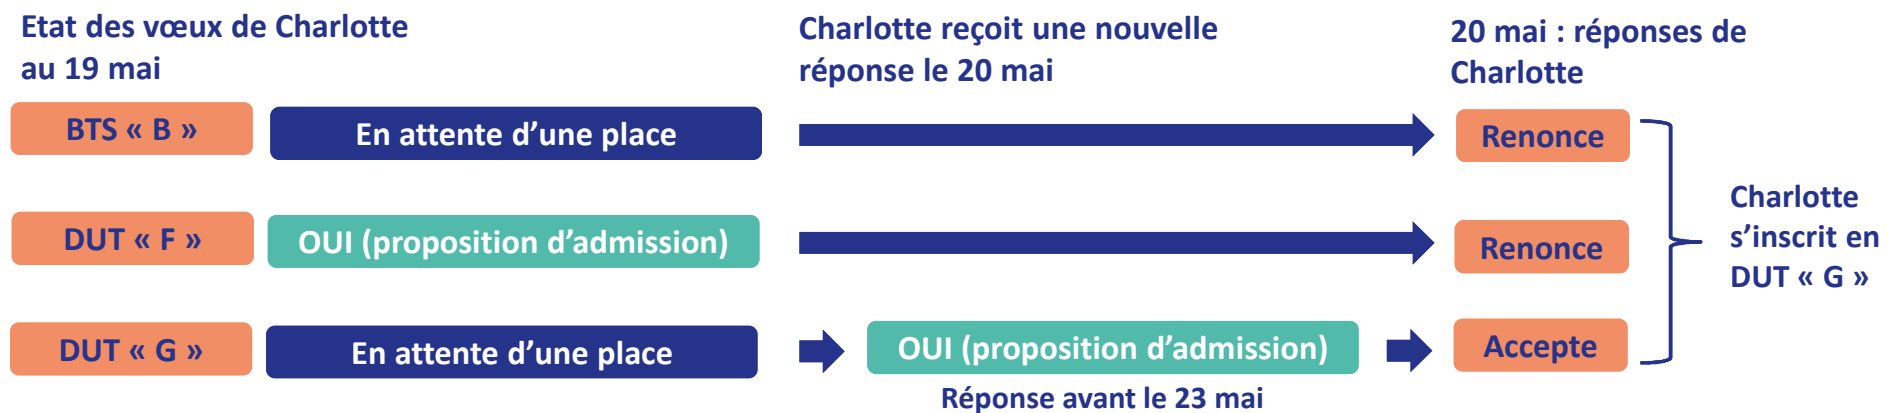 Etat des vœux de Charlotte
au 19 mai
Charlotte reçoit une nouvelle
réponse le 20 mai
20 mai : réponses de
Charlotte
BTS « B »
En attente d’une place
Renonce
DUT « F »
OUI (proposition d’admission)
Renonce
DUT « G »
En attente d’une place
OUI (proposition d’admission)
Accepte
Réponse avant le 23 mai
Charlotte
s’inscrit en
DUT « G »